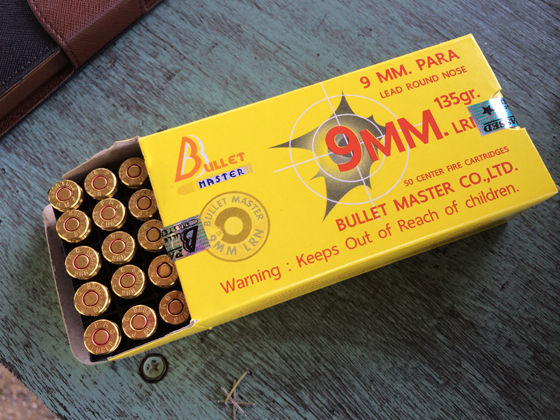 9 MM. PARA
LEAD ROUND NOSE
135gr.
9MM. LRN
50 CENTER FIRE CARTRIDGES
BULLET MASTER CO.,LTD.
Warning : Keeps Out of Reach of children.
Bullet
MASTER
BULLET MASTER
9MM LRN